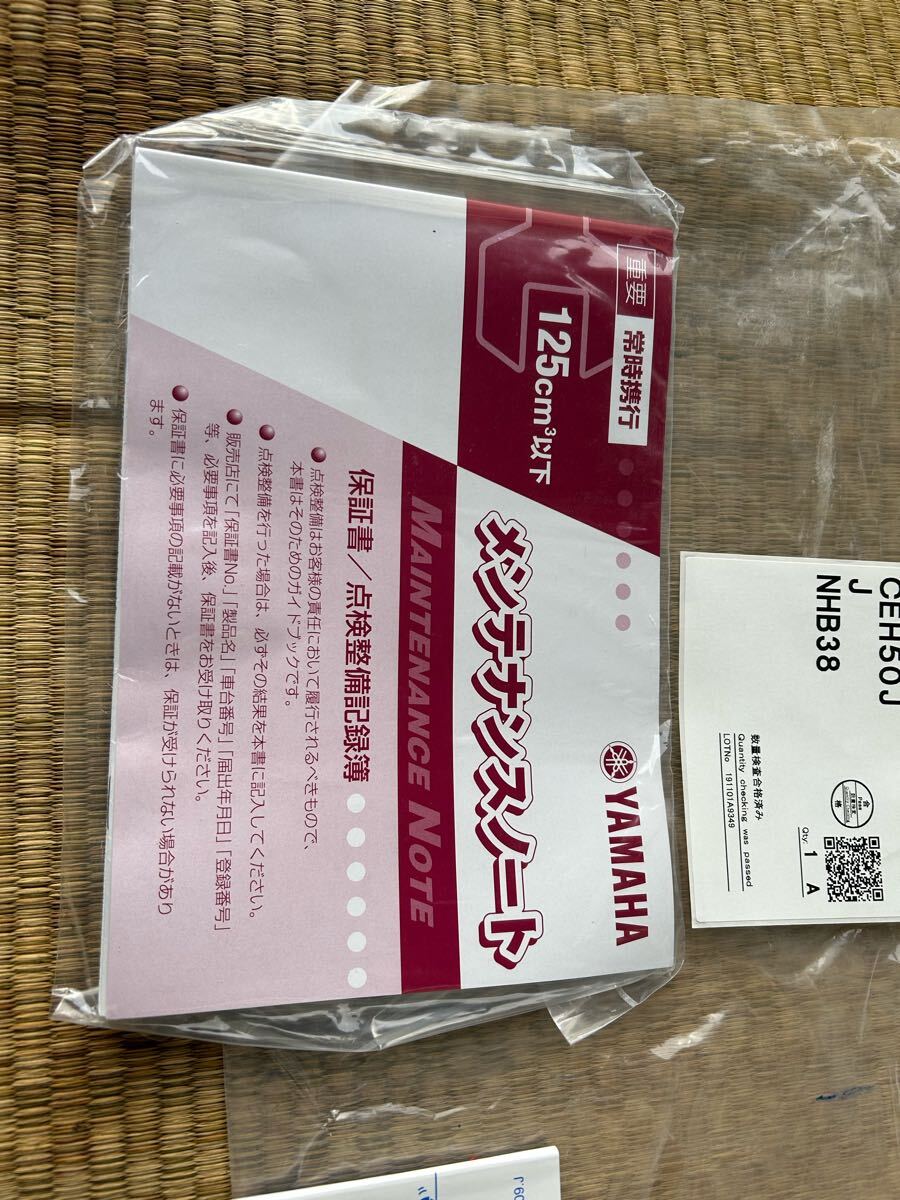 重要 常時携行
125cm³以下
YAMAHA
メンテナンスノート
MAINTENANCE NOTE
保証書/点検整備記録簿
● 点検整備はお客様の責任において履行されるべきもので、
本書はそのためのガイドブックです。
● 点検整備を行った場合は、必ずその結果を本書に記入してください。
● 販売店にて「保証書No.」「製品名」「車台番号」「届出年月日」「登録番号」
等、必要事項を記入後、保証書をお受け取りください。
● 保証書に必要事項の記載がないときは、保証が受けられない場合があり
ます。
CEH50J
J
NHB38
数量検査合格済み
Quantity checking was passed
LOTNo 191101A9349
合
格
Qty. 1 A